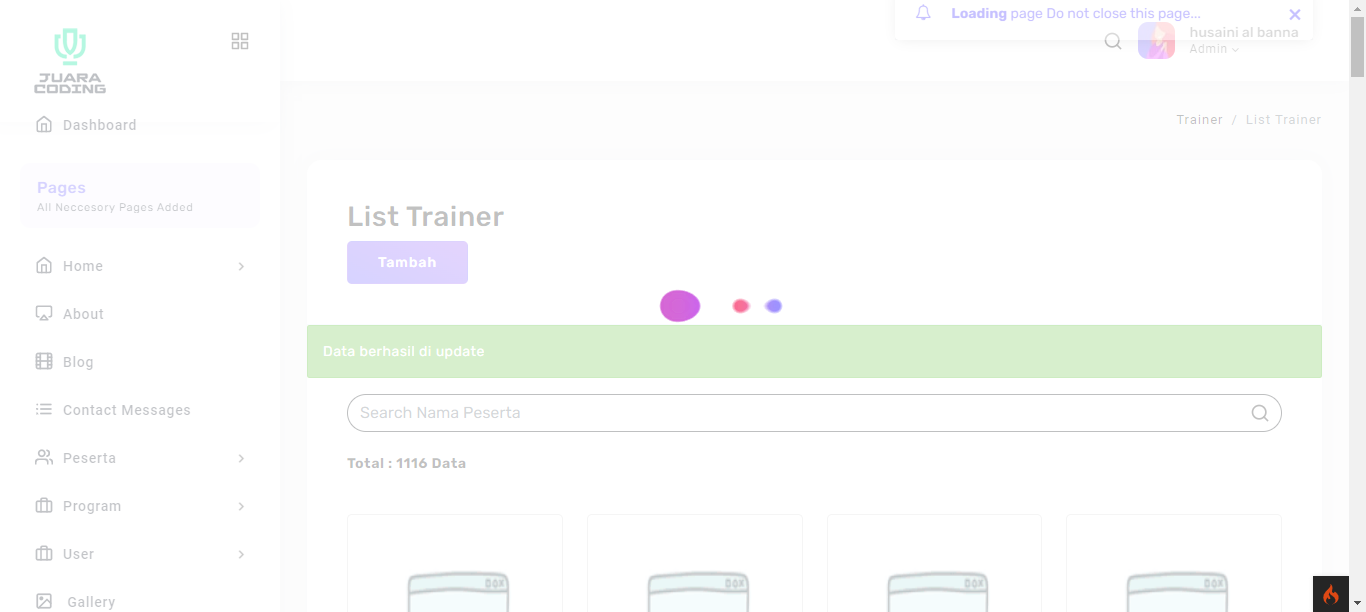 JUARA
CODING
Loading page Do not close this page...
husaini al banna
Admin
Dashboard
Trainer / List Trainer
Pages
All Neccesory Pages Added
List Trainer
Tambah
Home
About
Data berhasil di update
Blog
Search Nama Peserta
Contact Messages
Peserta
Total : 1116 Data
Program
User
Gallery
BOX
BOX
BOX
BOX